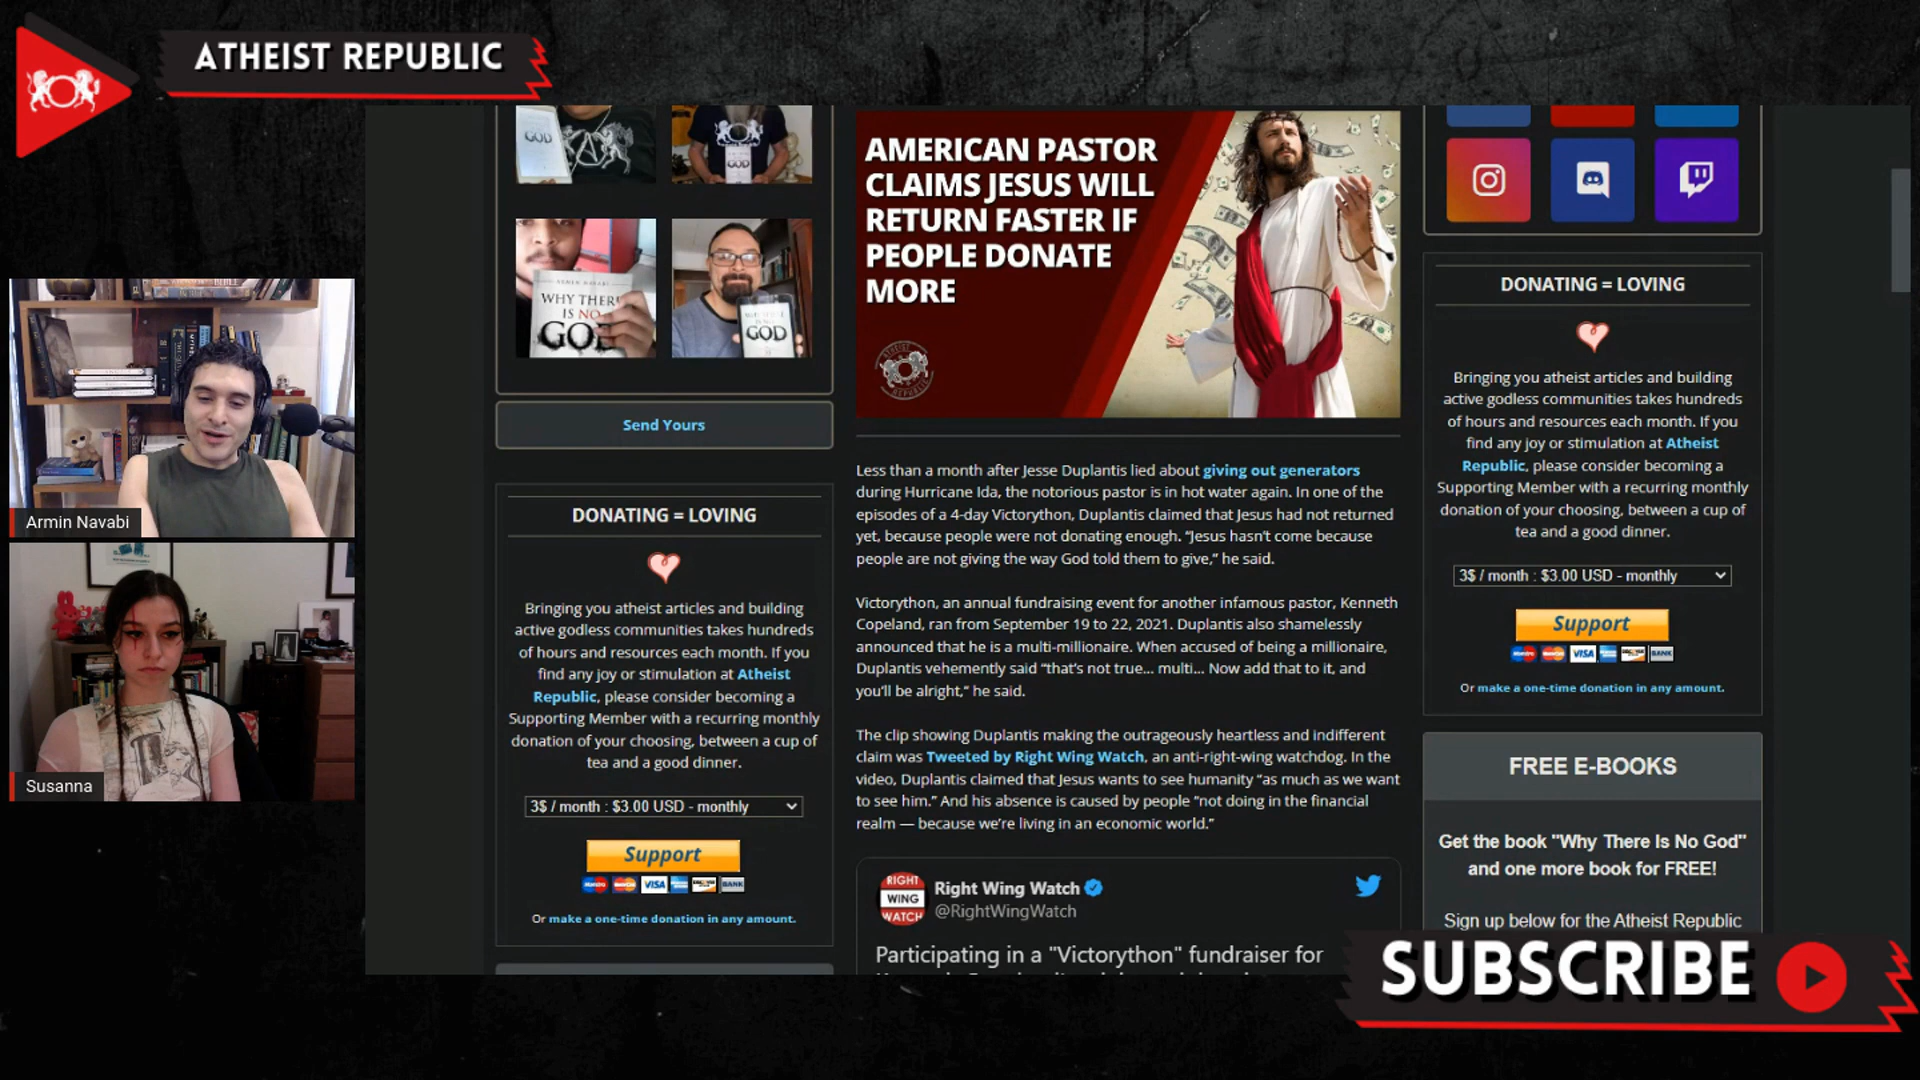 ATHEIST REPUBLIC
GOD
GOD
WHY THERE
IS NO
GOD
GOD
Send Yours
DONATING = LOVING
Bringing you atheist articles and building
active godless communities takes hundreds
of hours and resources each month. If you
find any joy or stimulation at Atheist
Republic, please consider becoming a
Supporting Member with a recurring monthly
donation of your choosing, between a cup of
tea and a good dinner.
3$ / month : $3.00 USD - monthly
Support
VISA
BANK
Or make a one-time donation in any amount.
AMERICAN PASTOR
CLAIMS JESUS WILL
RETURN FASTER IF
PEOPLE DONATE
MORE
Less than a month after Jesse Duplantis lied about giving out generators
during Hurricane Ida, the notorious pastor is in hot water again. In one of the
episodes of a 4-day Victorython, Duplantis claimed that Jesus had not returned
yet, because people were not donating enough. “Jesus hasn’t come because
people are not giving the way God told them to give,” he said.
Victorython, an annual fundraising event for another infamous pastor, Kenneth
Copeland, ran from September 19 to 22, 2021. Duplantis also shamelessly
announced that he is a multi-millionaire. When accused of being a millionaire,
Duplantis vehemently said “that’s not true... multi... Now add that to it, and
you’ll be alright,” he said.
The clip showing Duplantis making the outrageously heartless and indifferent
claim was Tweeted by Right Wing Watch, an anti-right-wing watchdog. In the
video, Duplantis claimed that Jesus wants to see humanity “as much as we want
to see him.” And his absence is caused by people “not doing in the financial
realm — because we’re living in an economic world.”
RIGHT
WING
WATCH
Right Wing Watch
@RightWingWatch
Participating in a "Victorython" fundraiser for
DONATING = LOVING
Bringing you atheist articles and building
active godless communities takes hundreds
of hours and resources each month. If you
find any joy or stimulation at Atheist
Republic, please consider becoming a
Supporting Member with a recurring monthly
donation of your choosing, between a cup of
tea and a good dinner.
3$ / month : $3.00 USD - monthly
Support
VISA
BANK
Or make a one-time donation in any amount.
FREE E-BOOKS
Get the book "Why There Is No God"
and one more book for FREE!
Sign up below for the Atheist Republic
Armin Navabi
Susanna
SUBSCRIBE